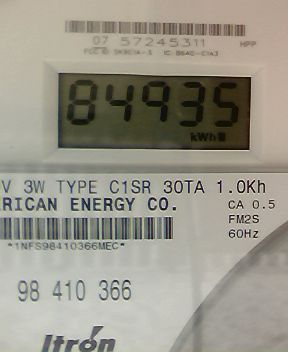 07 57245311 HPP
84935
kWh
V 3W TYPE C1SR 30TA 1.0Kh
RICAN ENERGY CO. CA 0.5
FM2S
*1NFS98410366MEC* 60Hz
98 410 366
Itrón